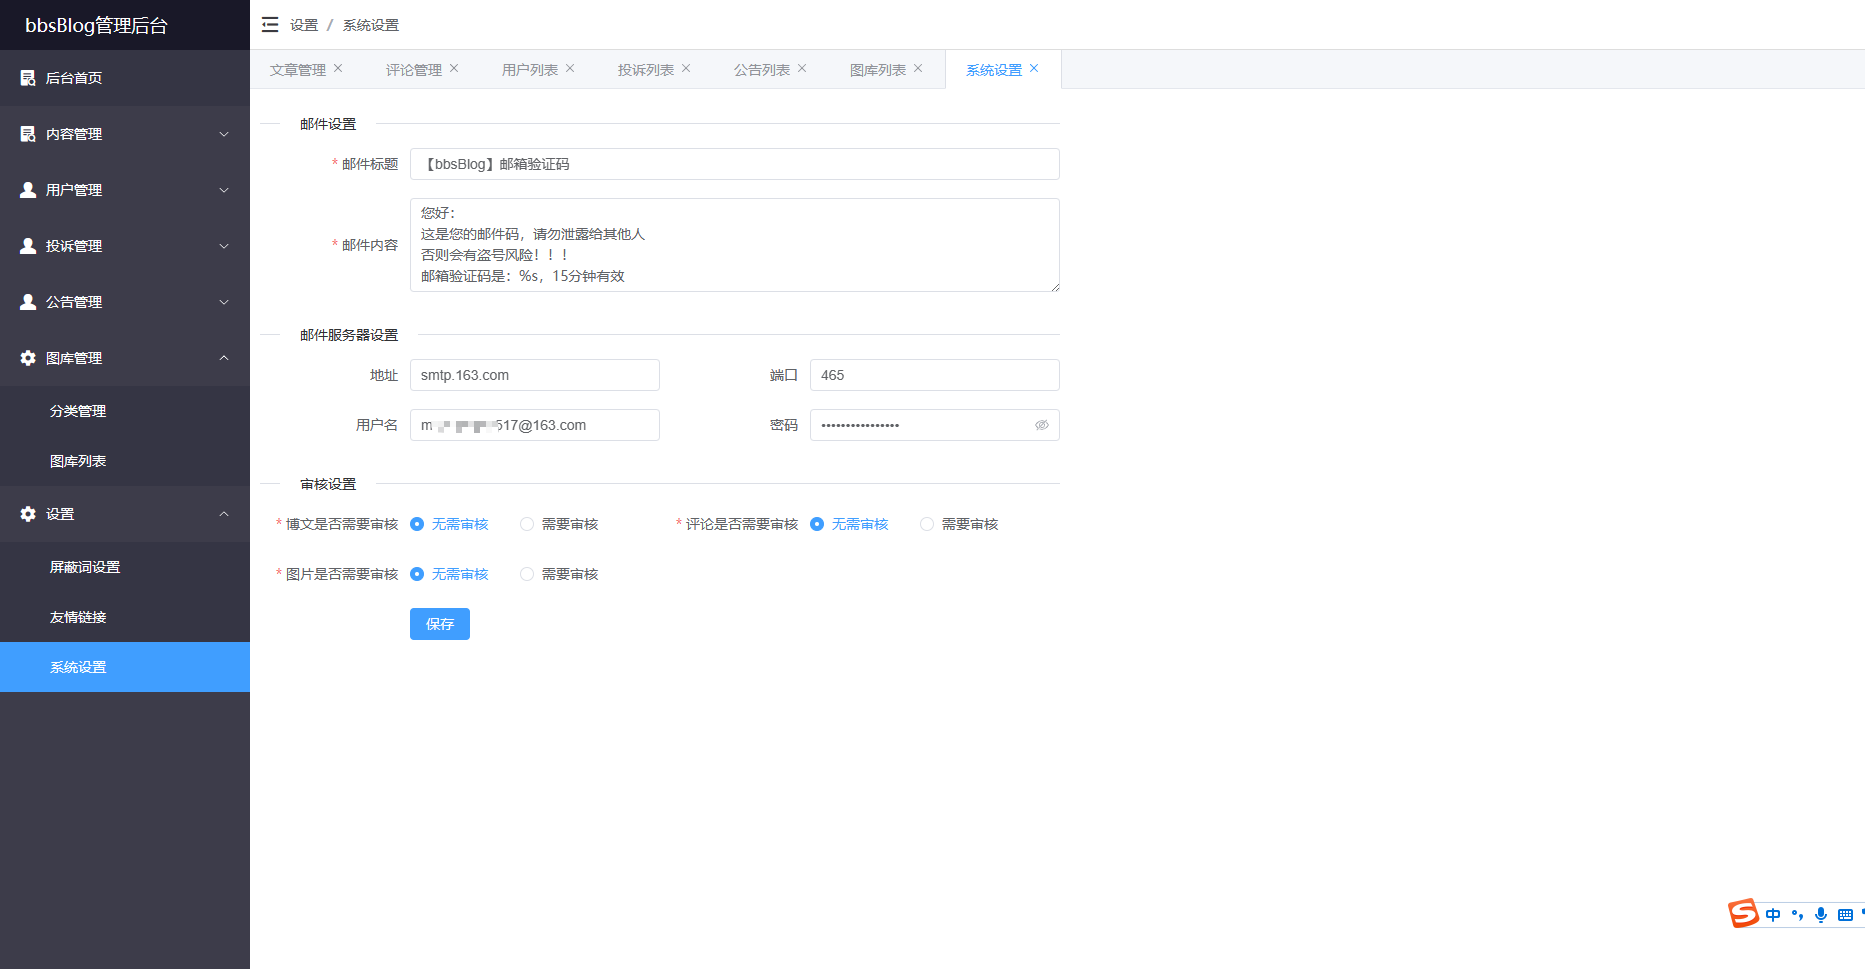 bbsBlog管理后台
后台首页
内容管理
用户管理
投诉管理
公告管理
图库管理
分类管理
图库列表
设置
屏蔽词设置
友情链接
系统设置
设置 / 系统设置
文章管理 评论管理 用户列表 投诉列表 公告列表 图库列表 系统设置
邮件设置
* 邮件标题 【bbsBlog】邮箱验证码
* 邮件内容
您好：
这是您的邮件码，请勿泄露给其他人
否则会有盗号风险！！！
邮箱验证码是：%s，15分钟有效
邮件服务器设置
地址 smtp.163.com 端口 465
用户名 m 517@163.com 密码 ••••••••••••••••
审核设置
* 博文是否需要审核 无需审核 需要审核 * 评论是否需要审核 无需审核 需要审核
* 图片是否需要审核 无需审核 需要审核
保存
S 中